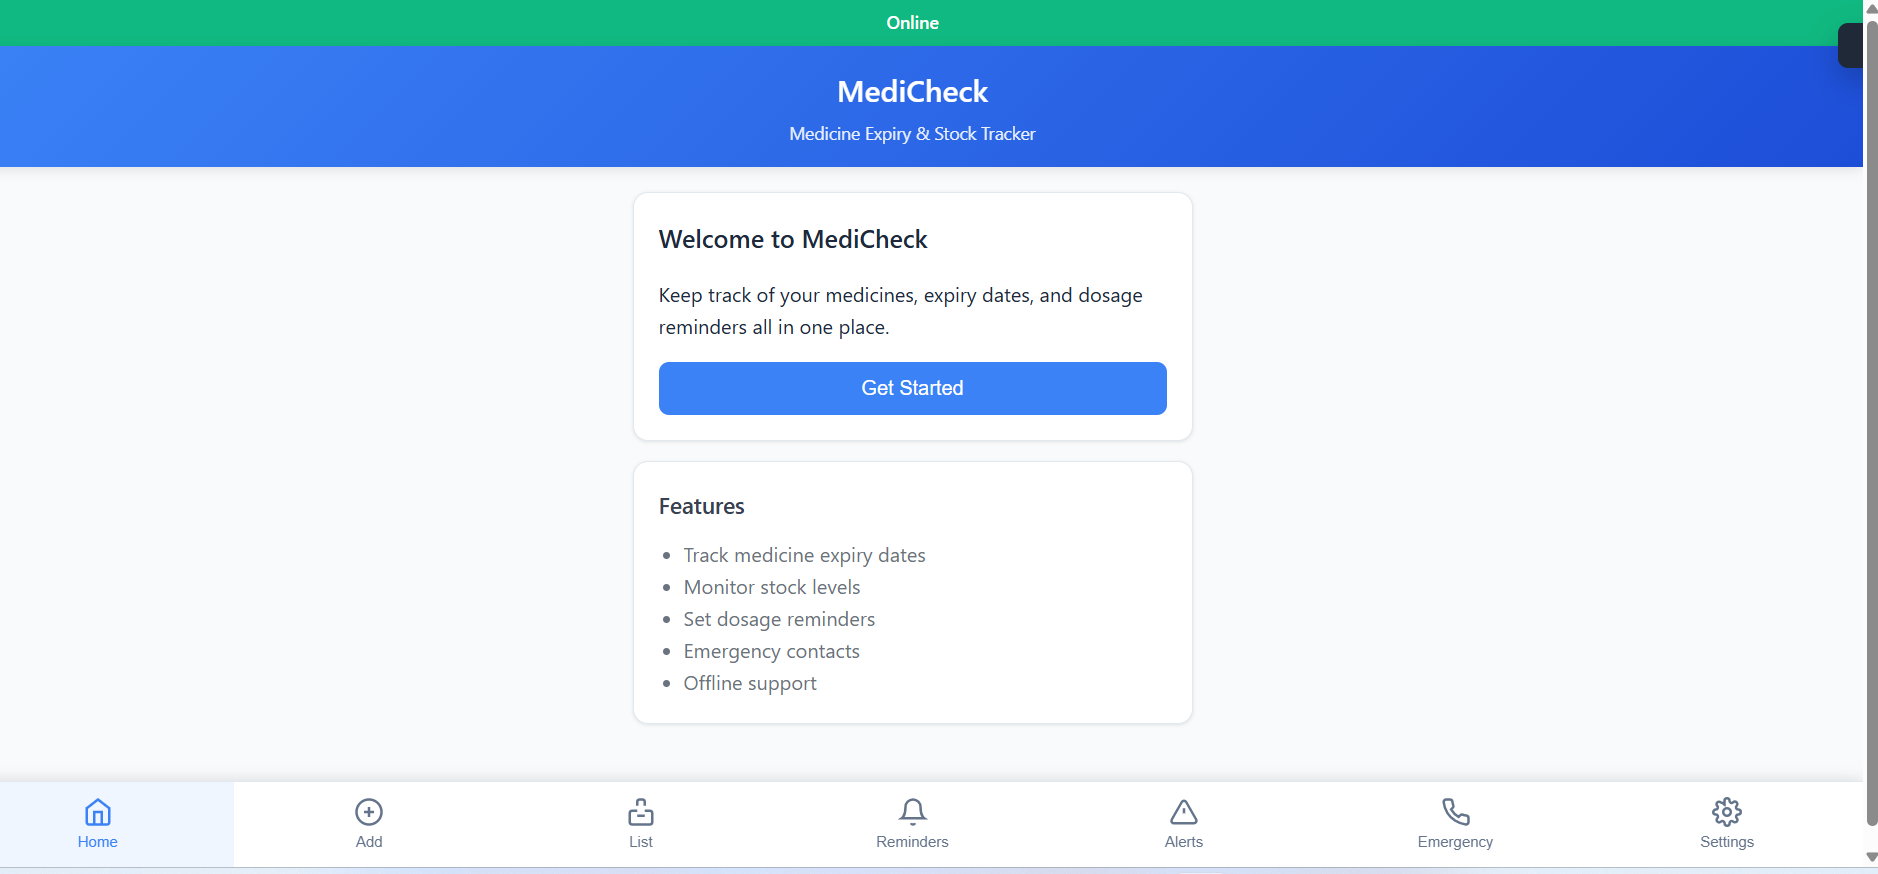 Online
MediCheck
Medicine Expiry & Stock Tracker
Welcome to MediCheck
Keep track of your medicines, expiry dates, and dosage
reminders all in one place.
Get Started
Features
• Track medicine expiry dates
• Monitor stock levels
• Set dosage reminders
• Emergency contacts
• Offline support
Home
Add
List
Reminders
Alerts
Emergency
Settings